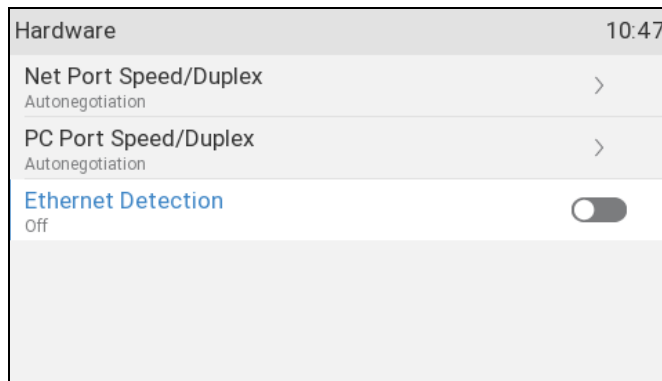 Hardware 10:47
Net Port Speed/Duplex
Autonegotiation
PC Port Speed/Duplex
Autonegotiation
Ethernet Detection
Off